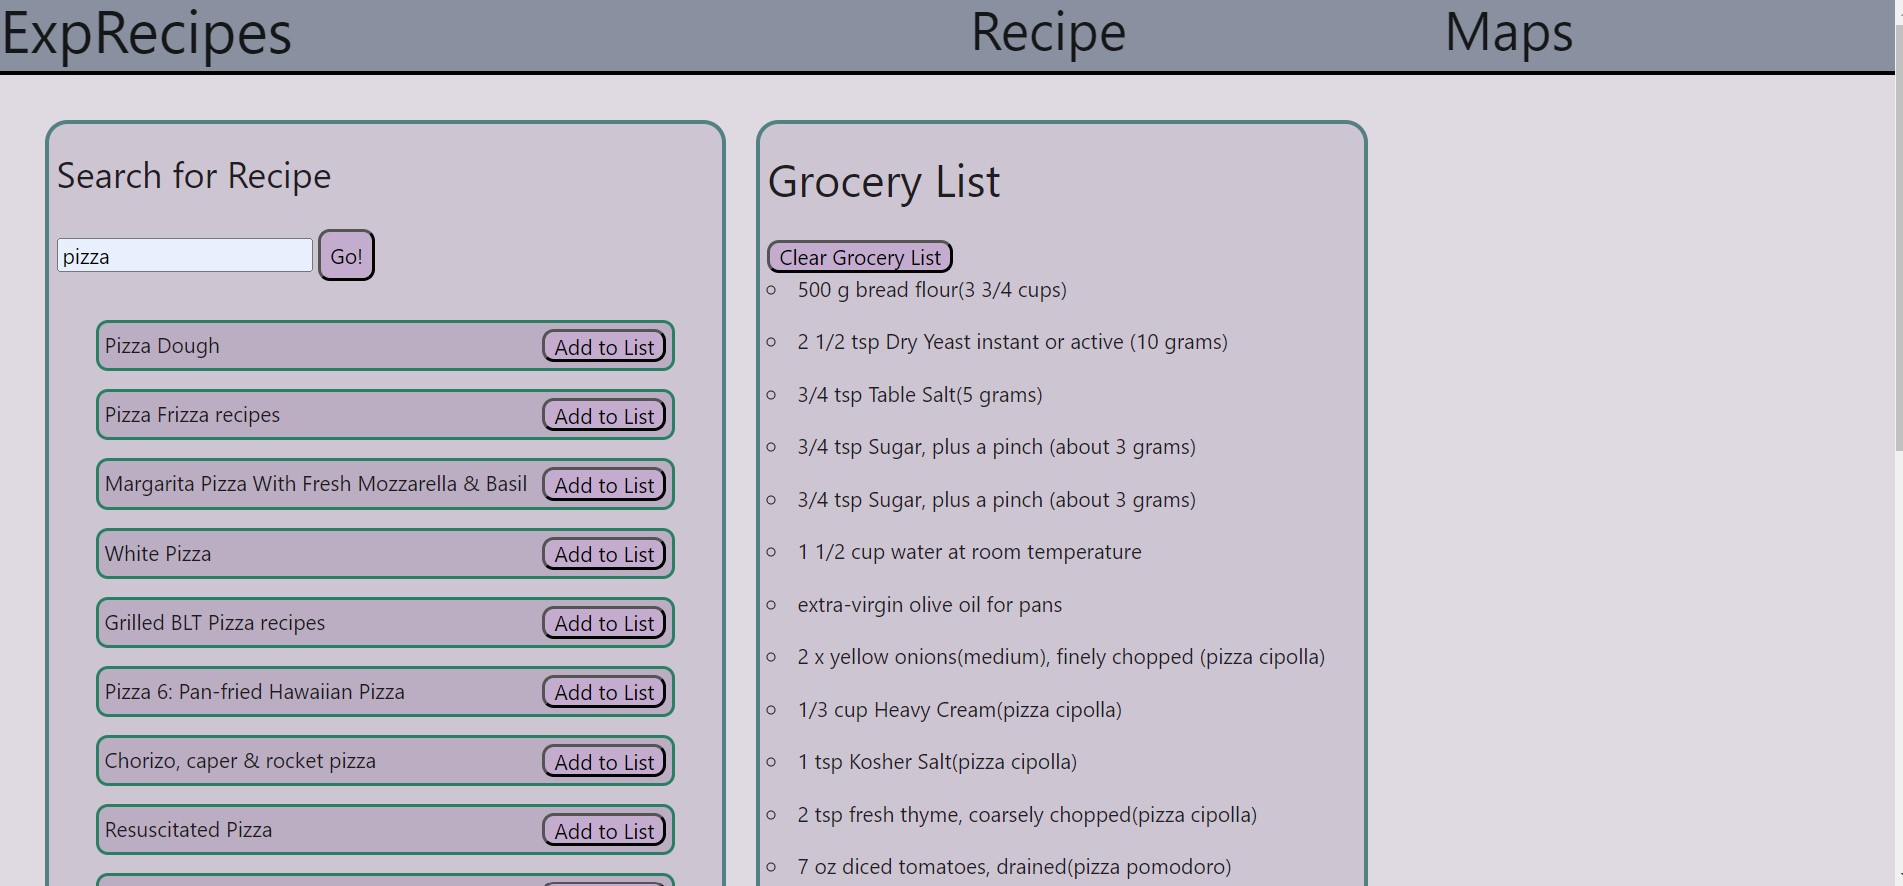 ExpRecipes
Recipe
Maps
Search for Recipe
pizza
Go!
Pizza Dough
Add to List
Pizza Frizza recipes
Add to List
Margarita Pizza With Fresh Mozzarella & Basil
Add to List
White Pizza
Add to List
Grilled BLT Pizza recipes
Add to List
Pizza 6: Pan-fried Hawaiian Pizza
Add to List
Chorizo, caper & rocket pizza
Add to List
Resuscitated Pizza
Add to List
Grocery List
Clear Grocery List
500 g bread flour(3 3/4 cups)
2 1/2 tsp Dry Yeast instant or active (10 grams)
3/4 tsp Table Salt(5 grams)
3/4 tsp Sugar, plus a pinch (about 3 grams)
3/4 tsp Sugar, plus a pinch (about 3 grams)
1 1/2 cup water at room temperature
extra-virgin olive oil for pans
2 x yellow onions(medium), finely chopped (pizza cipolla)
1/3 cup Heavy Cream(pizza cipolla)
1 tsp Kosher Salt(pizza cipolla)
2 tsp fresh thyme, coarsely chopped(pizza cipolla)
7 oz diced tomatoes, drained(pizza pomodoro)